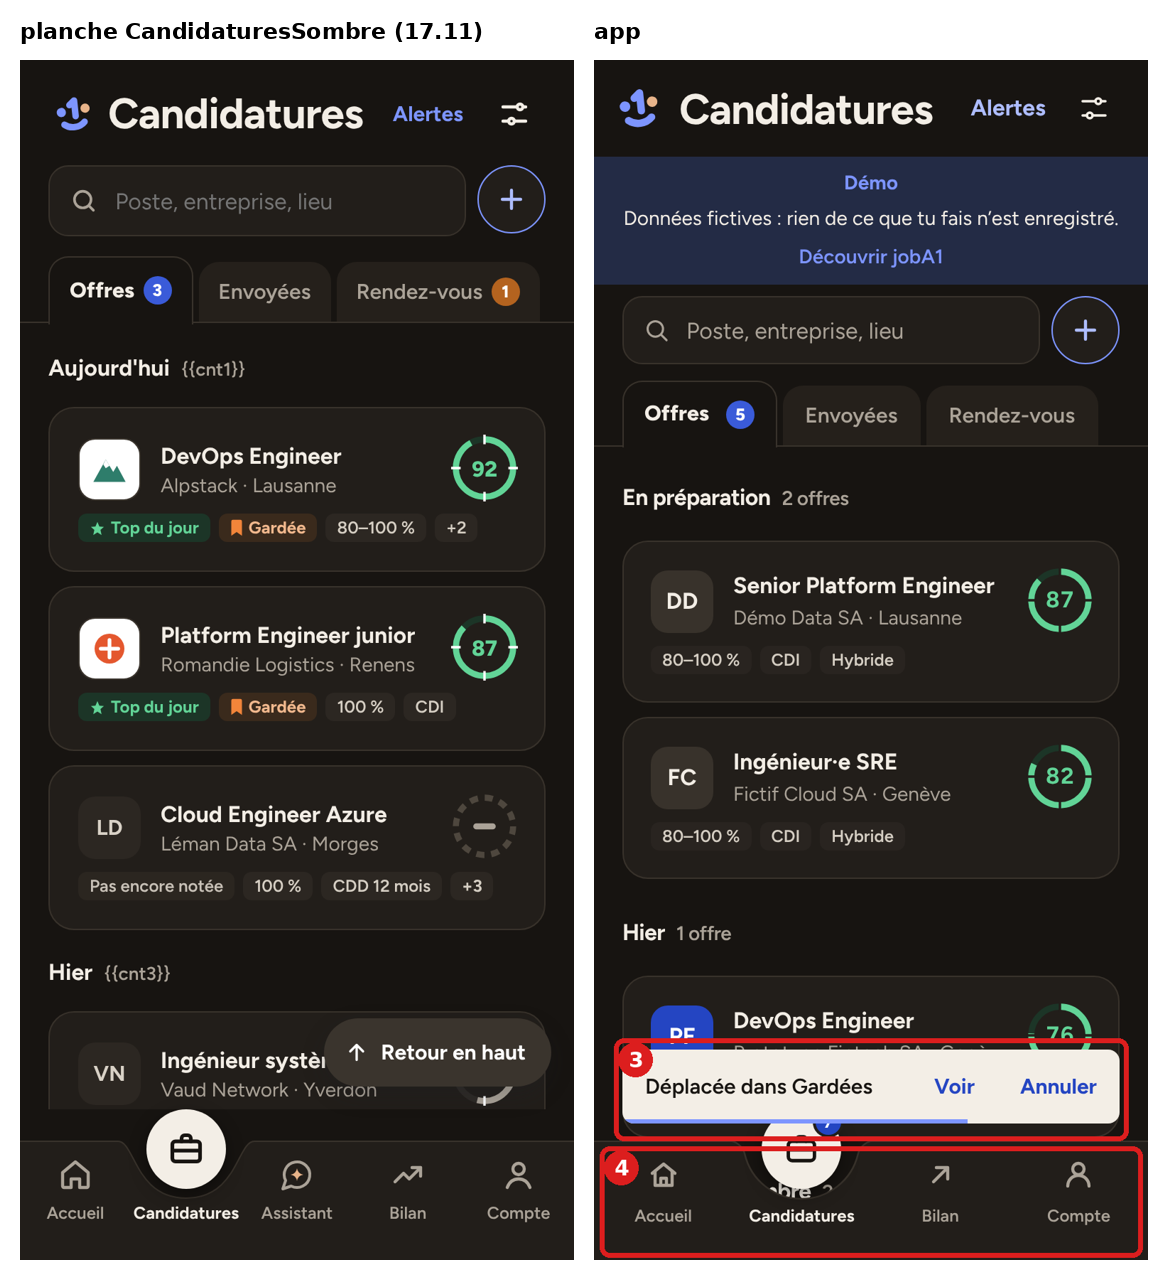 planche CandidaturesSombre (17.11)
Candidatures Alertes
Poste, entreprise, lieu
Offres 3 Envoyées Rendez-vous 1
Aujourd'hui {{cnt1}}
DevOps Engineer
Alpstack · Lausanne
92
Top du jour Gardée 80–100 % +2
Platform Engineer junior
Romandie Logistics · Renens
87
Top du jour Gardée 100 % CDI
LD
Cloud Engineer Azure
Léman Data SA · Morges
Pas encore notée 100 % CDD 12 mois +3
Hier {{cnt3}}
VN
Ingénieur systèr
Vaud Network · Yverdon
Retour en haut
Accueil Candidatures Assistant Bilan Compte
app
Candidatures Alertes
Démo
Données fictives : rien de ce que tu fais n’est enregistré.
Découvrir jobA1
Poste, entreprise, lieu
Offres 5 Envoyées Rendez-vous
En préparation 2 offres
DD
Senior Platform Engineer
Démo Data SA · Lausanne
87
80–100 % CDI Hybride
FC
Ingénieur·e SRE
Fictif Cloud SA · Genève
82
80–100 % CDI Hybride
Hier 1 offre
DevOps Engineer
76
3
Déplacée dans Gardées Voir Annuler
4
Accueil Candidatures Bilan Compte